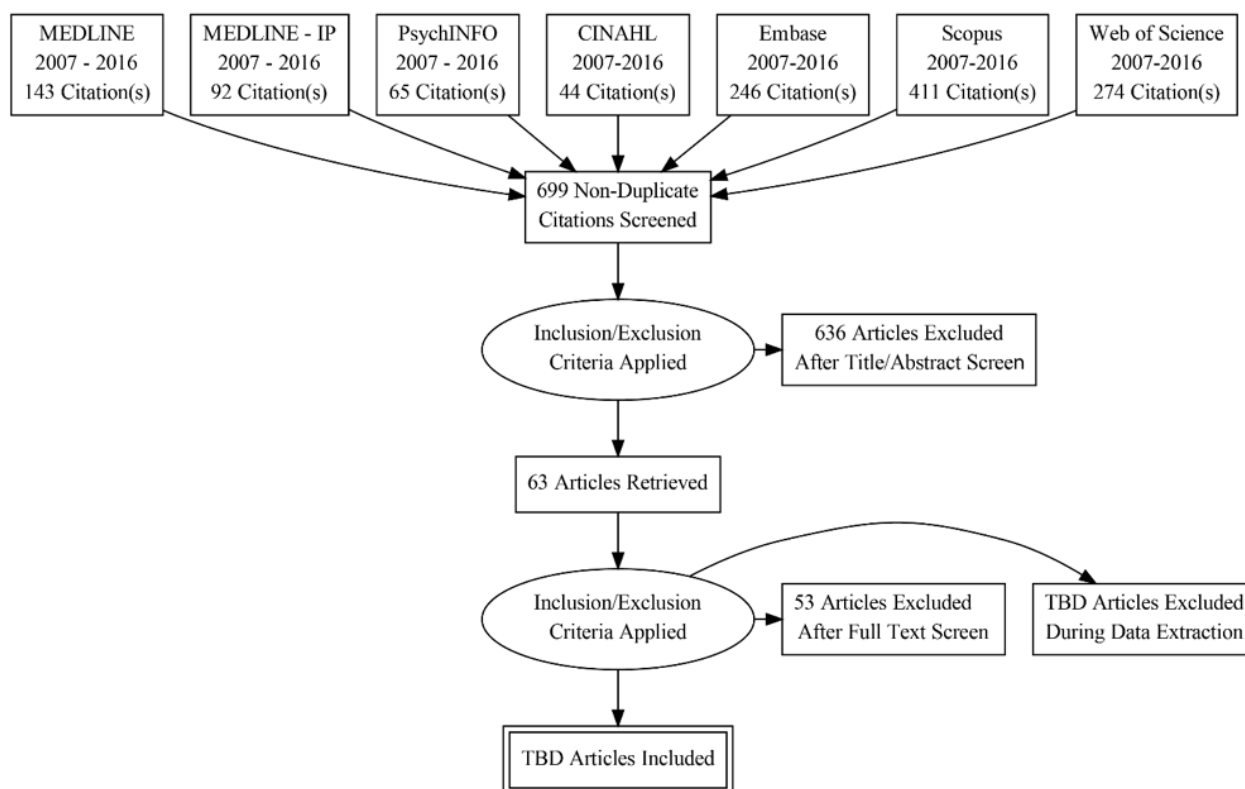 MEDLINE
2007 - 2016
143 Citation(s)
MEDLINE - IP
2007 - 2016
92 Citation(s)
PsychINFO
2007 - 2016
65 Citation(s)
CINAHL
2007-2016
44 Citation(s)
Embase
2007-2016
246 Citation(s)
Scopus
2007-2016
411 Citation(s)
Web of Science
2007-2016
274 Citation(s)
699 Non-Duplicate
Citations Screened
Inclusion/Exclusion
Criteria Applied
636 Articles Excluded
After Title/Abstract Screen
63 Articles Retrieved
Inclusion/Exclusion
Criteria Applied
53 Articles Excluded
After Full Text Screen
TBD Articles Excluded
During Data Extraction
TBD Articles Included